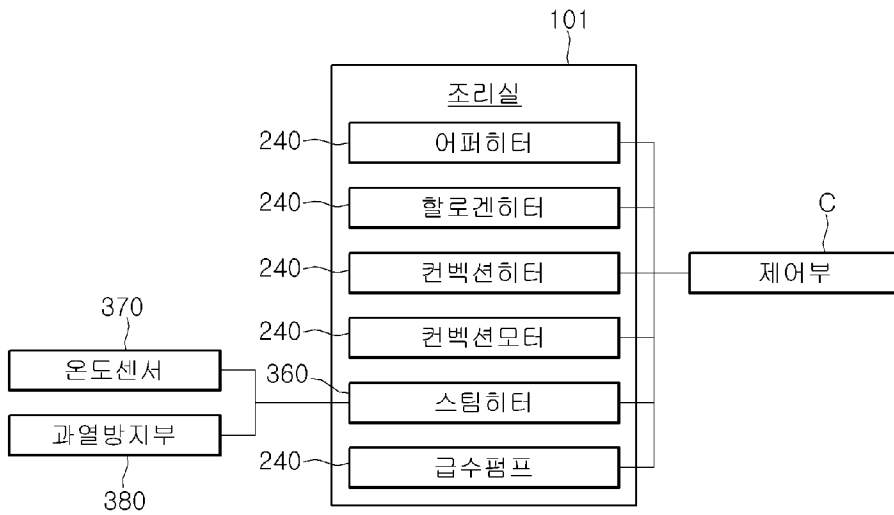 101
조리실
240 어퍼히터
240 할로겐히터
C
240 컨벡션히터
제어부
370
240 컨벡션모터
온도센서
360 스팀히터
과열방지부
240 급수펌프
380